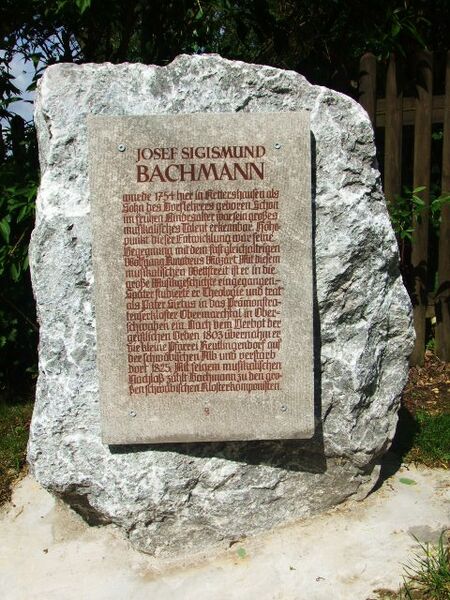 JOSEF SIGISMUND
BACHMANN
wurde 1754 hier in Kettershausen als
Sohn des Dorflehrers geboren. Schon
im frühen Kindesalter war sein großes
musikalisches Talent erkennbar. Höhe-
punkt dieser Entwicklung war seine
Begegnung mit dem fast gleichaltrigen
Wolfgang Amadeus Mozart. Mit diesem
musikalischen Wettstreit ist er in die
große Musikgeschichte eingegangen.
Später studierte er Theologie und trat
als Pater Sixtus in das Prämonstra-
tenserkloster Obermarchtal in Ober-
schwaben ein. Nach dem Verbot der
geistlichen Orden 1803 übernahm er
die kleine Pfarrei Reutlingendorf auf
der schwäbischen Alb und verstarb
dort 1825. Mit seinem musikalischen
Nachlaß zählt Bachmann zu den gro-
ßen schwäbischen Klosterkomponisten